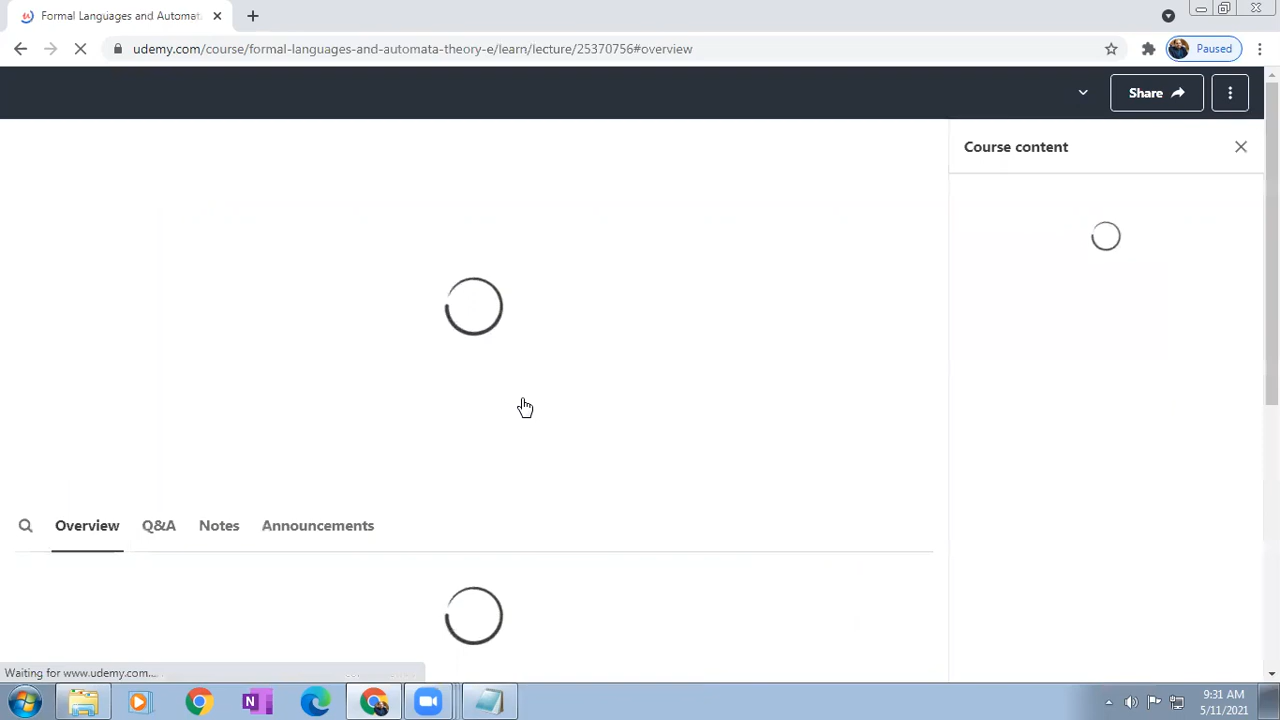 Formal Languages and Automat
udemy.com/course/formal-languages-and-automata-theory-e/learn/lecture/25370756#overview
Paused
Share
Course content
Overview Q&A Notes Announcements
Waiting for www.udemy.com...
9:31 AM
5/11/2021